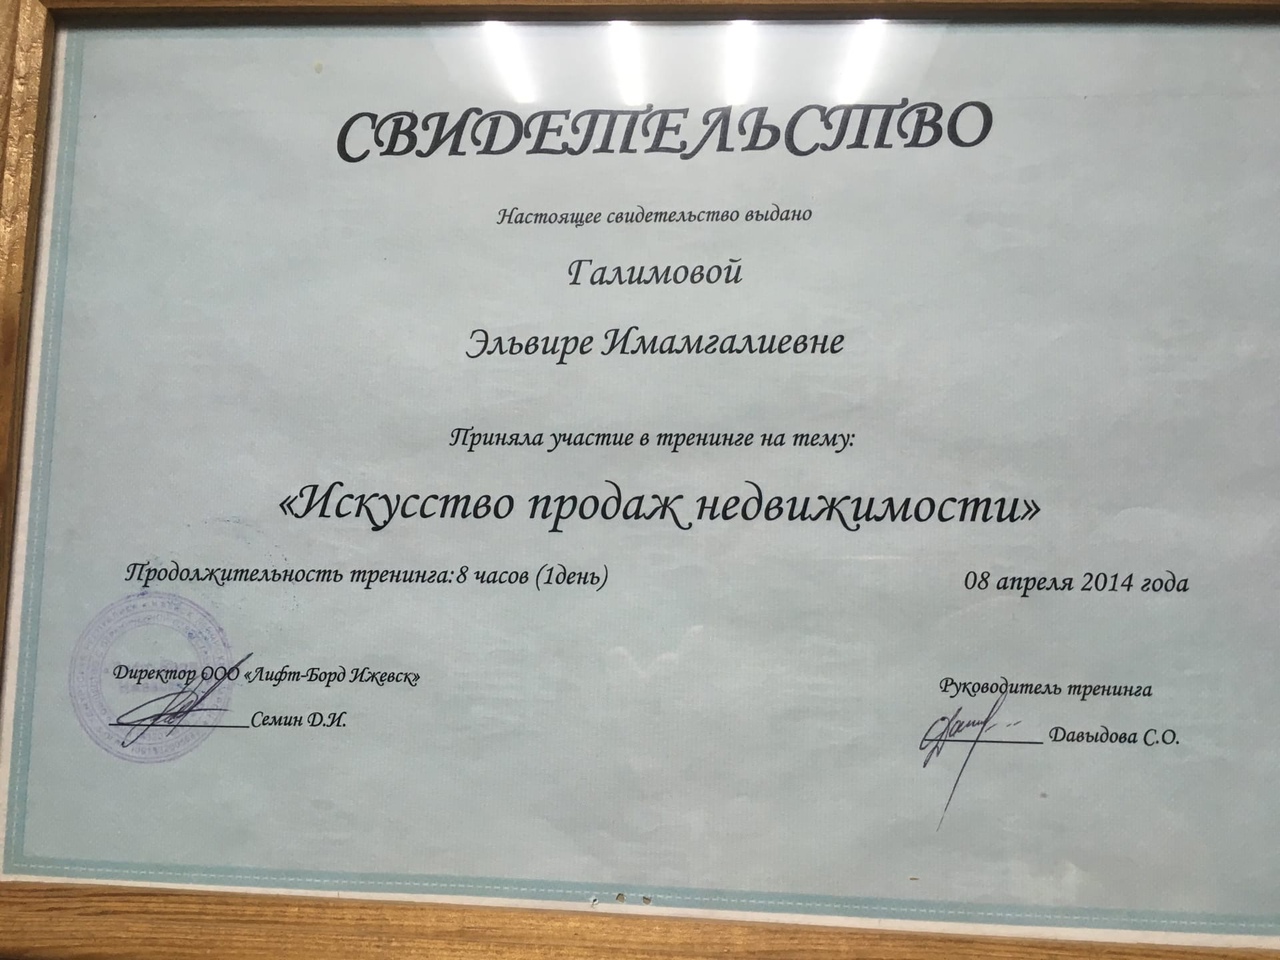 СВИДЕТЕЛЬСТВО
Настоящее свидетельство выдано
Галимовой
Эльвире Имамгалиевне
Приняла участие в тренинге на тему:
«Искусство продаж недвижимости»
Продолжительность тренинга:8 часов (1день)
08 апреля 2014 года
Директор ООО «Лифт-Борд Ижевск»
Семин Д.И.
Руководитель тренинга
Давыдова С.О.